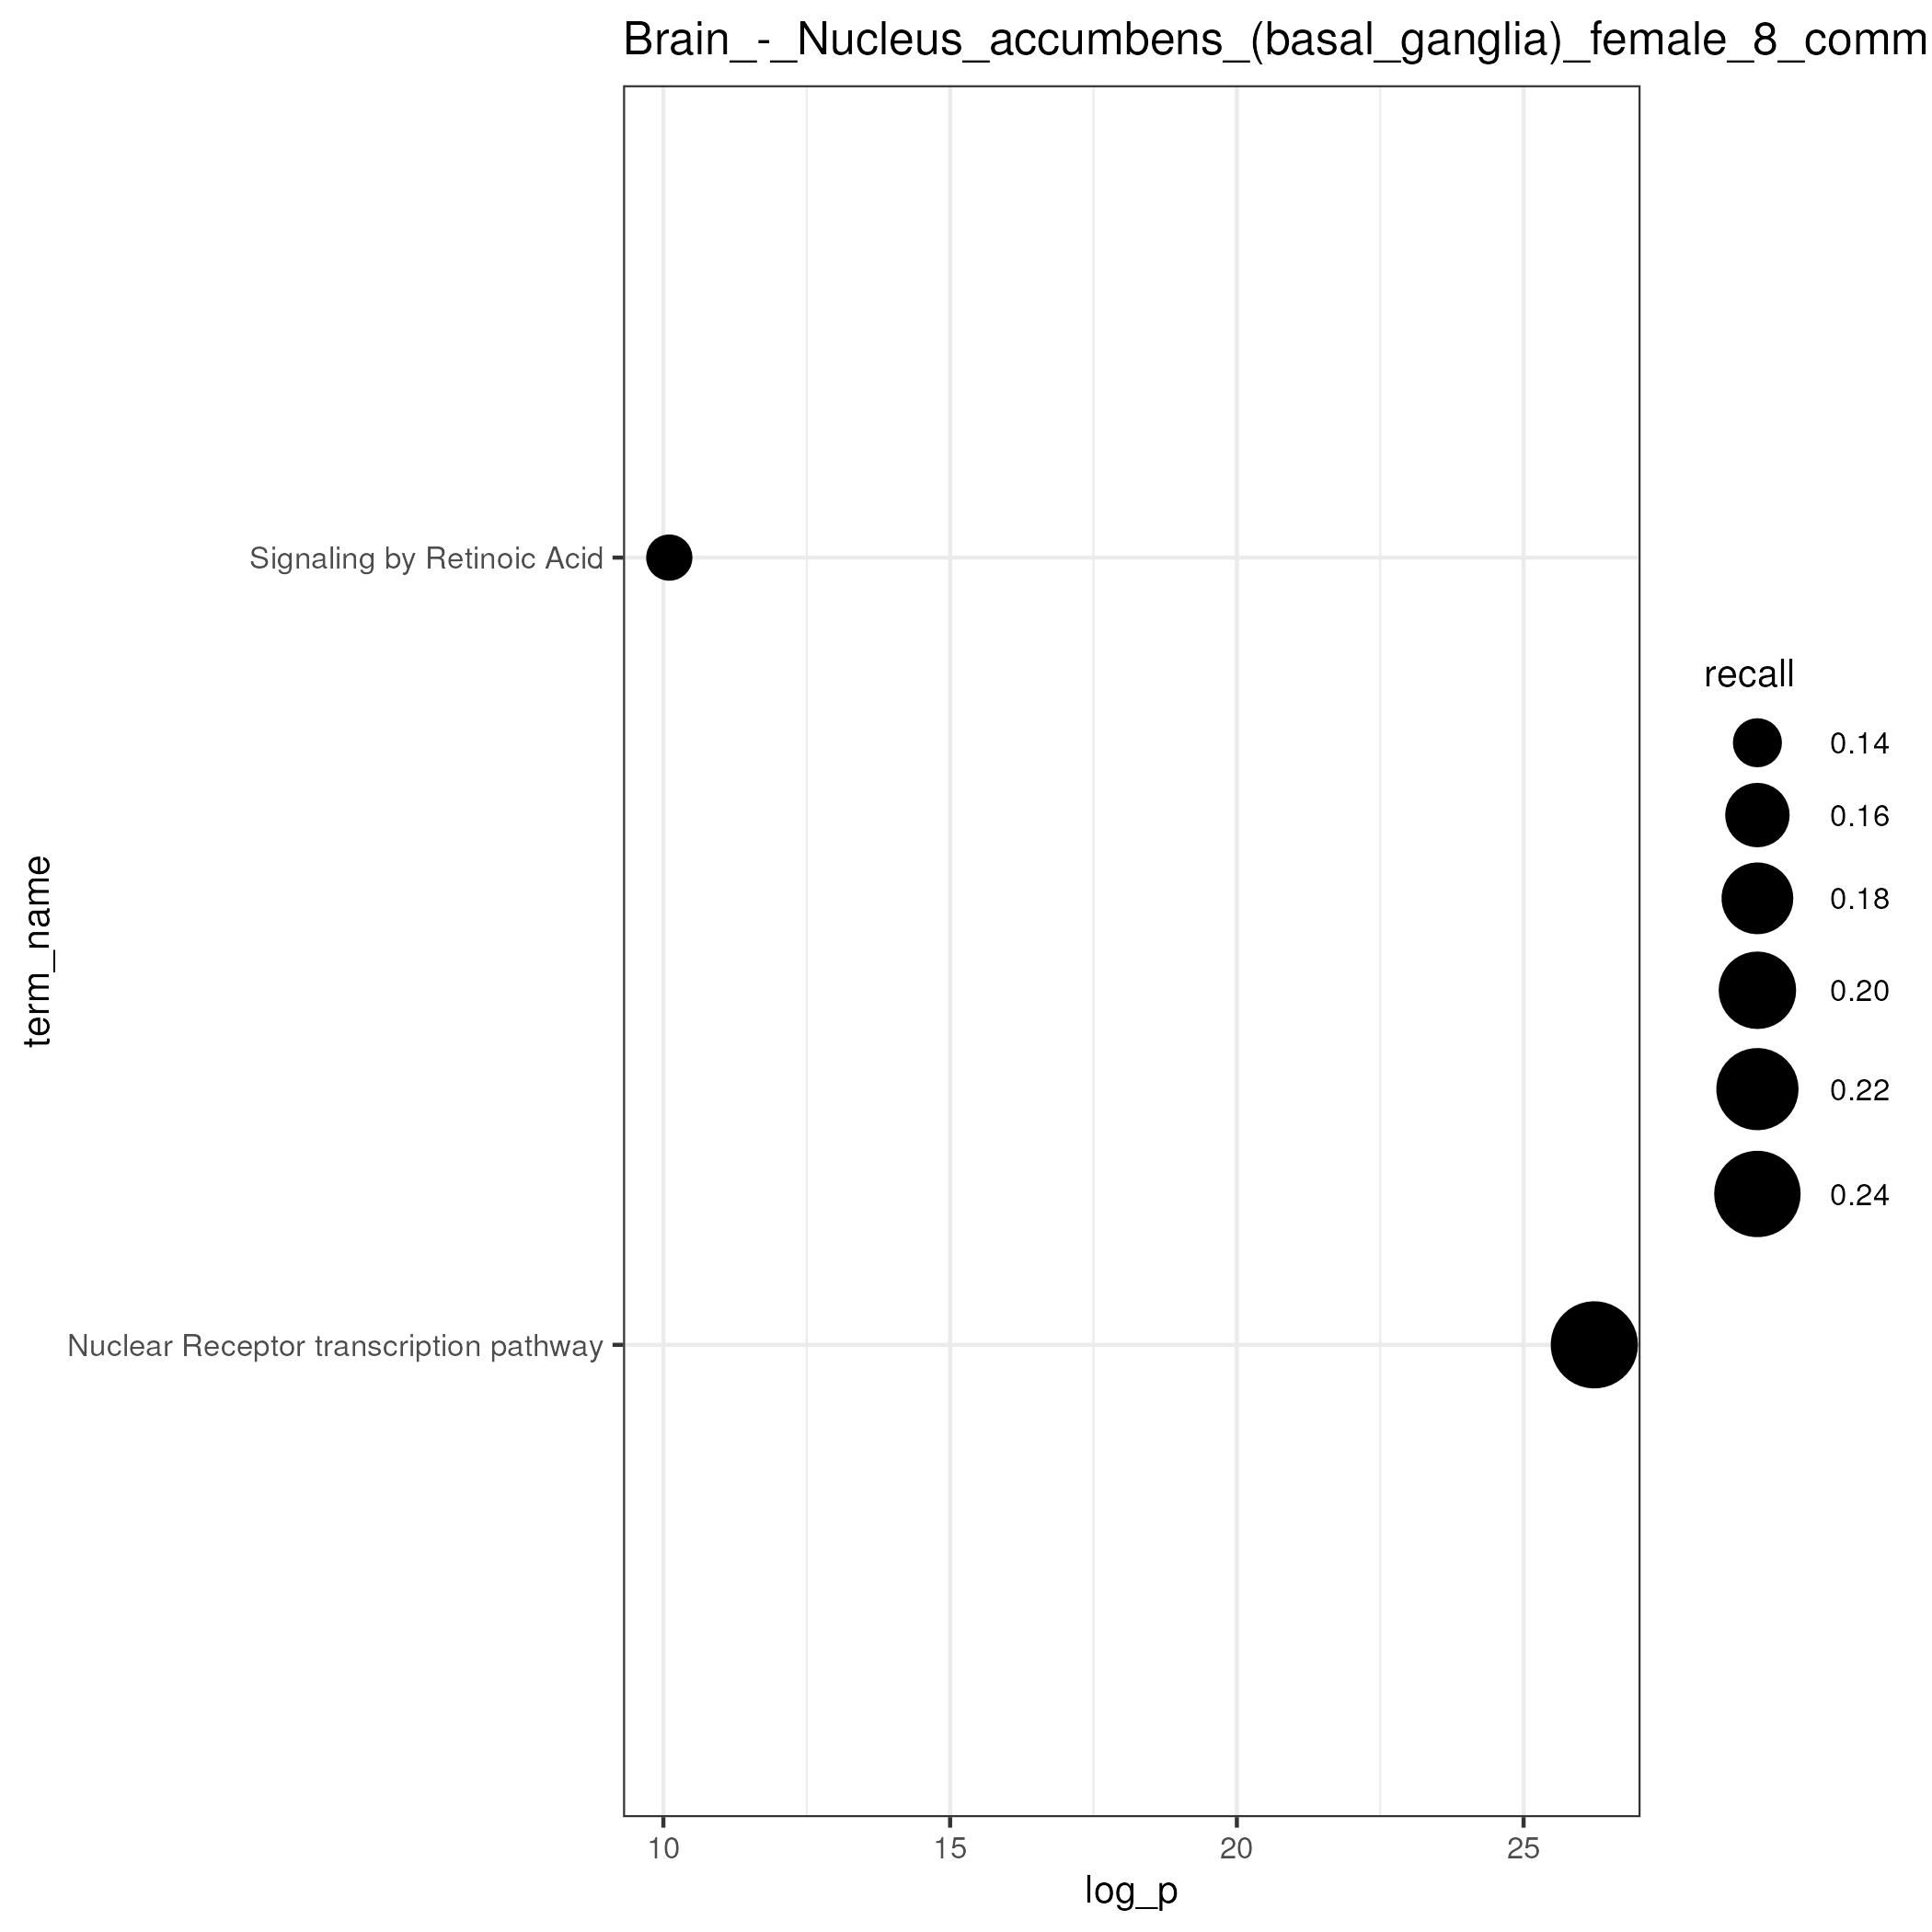 Brain_-_Nucleus_accumbens_(basal_ganglia)_female_8_comm
term_name
Signaling by Retinoic Acid
Nuclear Receptor transcription pathway
10 15 20 25
log_p
recall
0.14
0.16
0.18
0.20
0.22
0.24